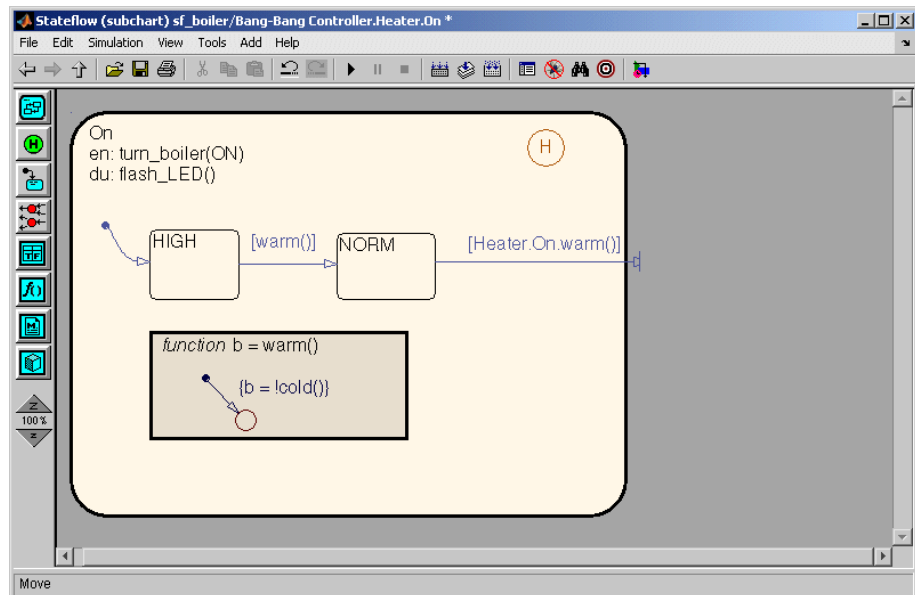 Stateflow (subchart) sf_boiler/Bang-Bang Controller.Heater.On *
File Edit Simulation View Tools Add Help
On
en: turn_boiler(ON)
du: flash_LED()
H
HIGH
[warm()]
NORM
[Heater.On.warm()]
function b = warm()
{b = !cold()}
H
f()
M
Z
100%
z
Move